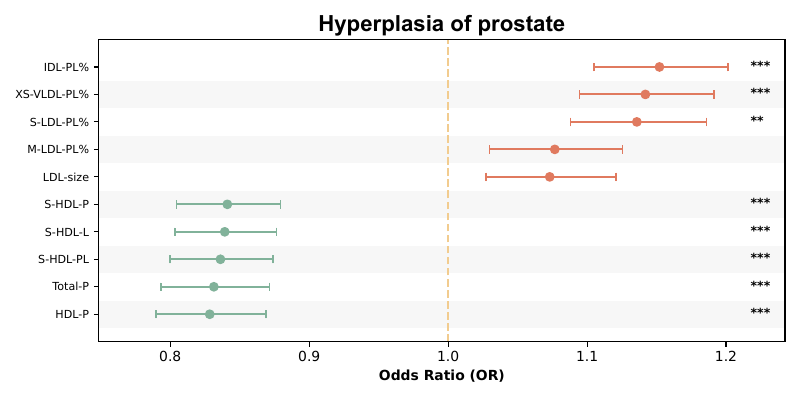 Hyperplasia of prostate
IDL-PL% ***
XS-VLDL-PL% ***
S-LDL-PL% **
M-LDL-PL%
LDL-size
S-HDL-P ***
S-HDL-L ***
S-HDL-PL ***
Total-P ***
HDL-P ***
0.8 0.9 1.0 1.1 1.2
Odds Ratio (OR)